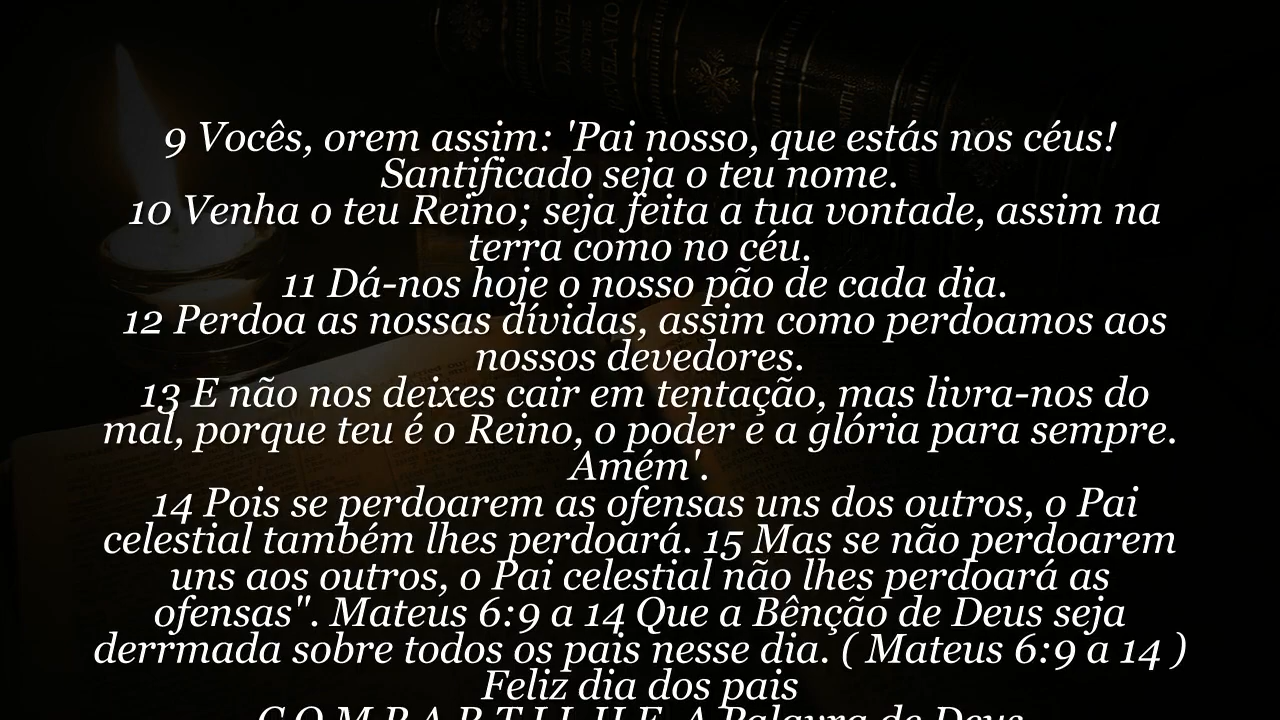 DANIEL
AND THE
REVELATION
SMITH
9 Vocês, orem assim: 'Pai nosso, que estás nos céus!
Santificado seja o teu nome.
10 Venha o teu Reino; seja feita a tua vontade, assim na
terra como no céu.
11 Dá-nos hoje o nosso pão de cada dia.
12 Perdoa as nossas dívidas, assim como perdoamos aos
nossos devedores.
13 E não nos deixes cair em tentação, mas livra-nos do
mal, porque teu é o Reino, o poder e a glória para sempre.
Amém'.
14 Pois se perdoarem as ofensas uns dos outros, o Pai
celestial também lhes perdoará. 15 Mas se não perdoarem
uns aos outros, o Pai celestial não lhes perdoará as
ofensas". Mateus 6:9 a 14 Que a Bênção de Deus seja
derrmada sobre todos os pais nesse dia. ( Mateus 6:9 a 14 )
Feliz dia dos pais
C O M P A R T I L H E A Palavra de Deus